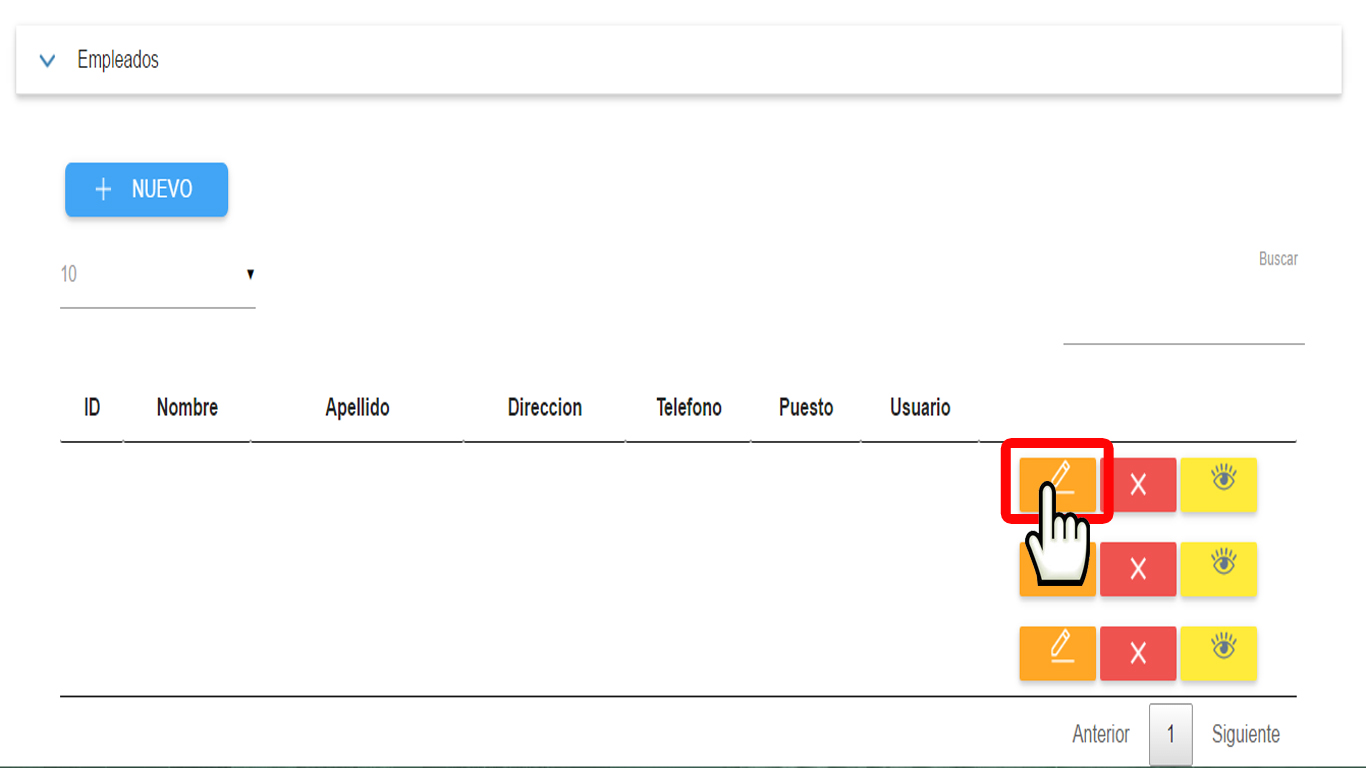 Empleados
NUEVO
10
Buscar
ID Nombre Apellido Direccion Telefono Puesto Usuario
Anterior 1 Siguiente